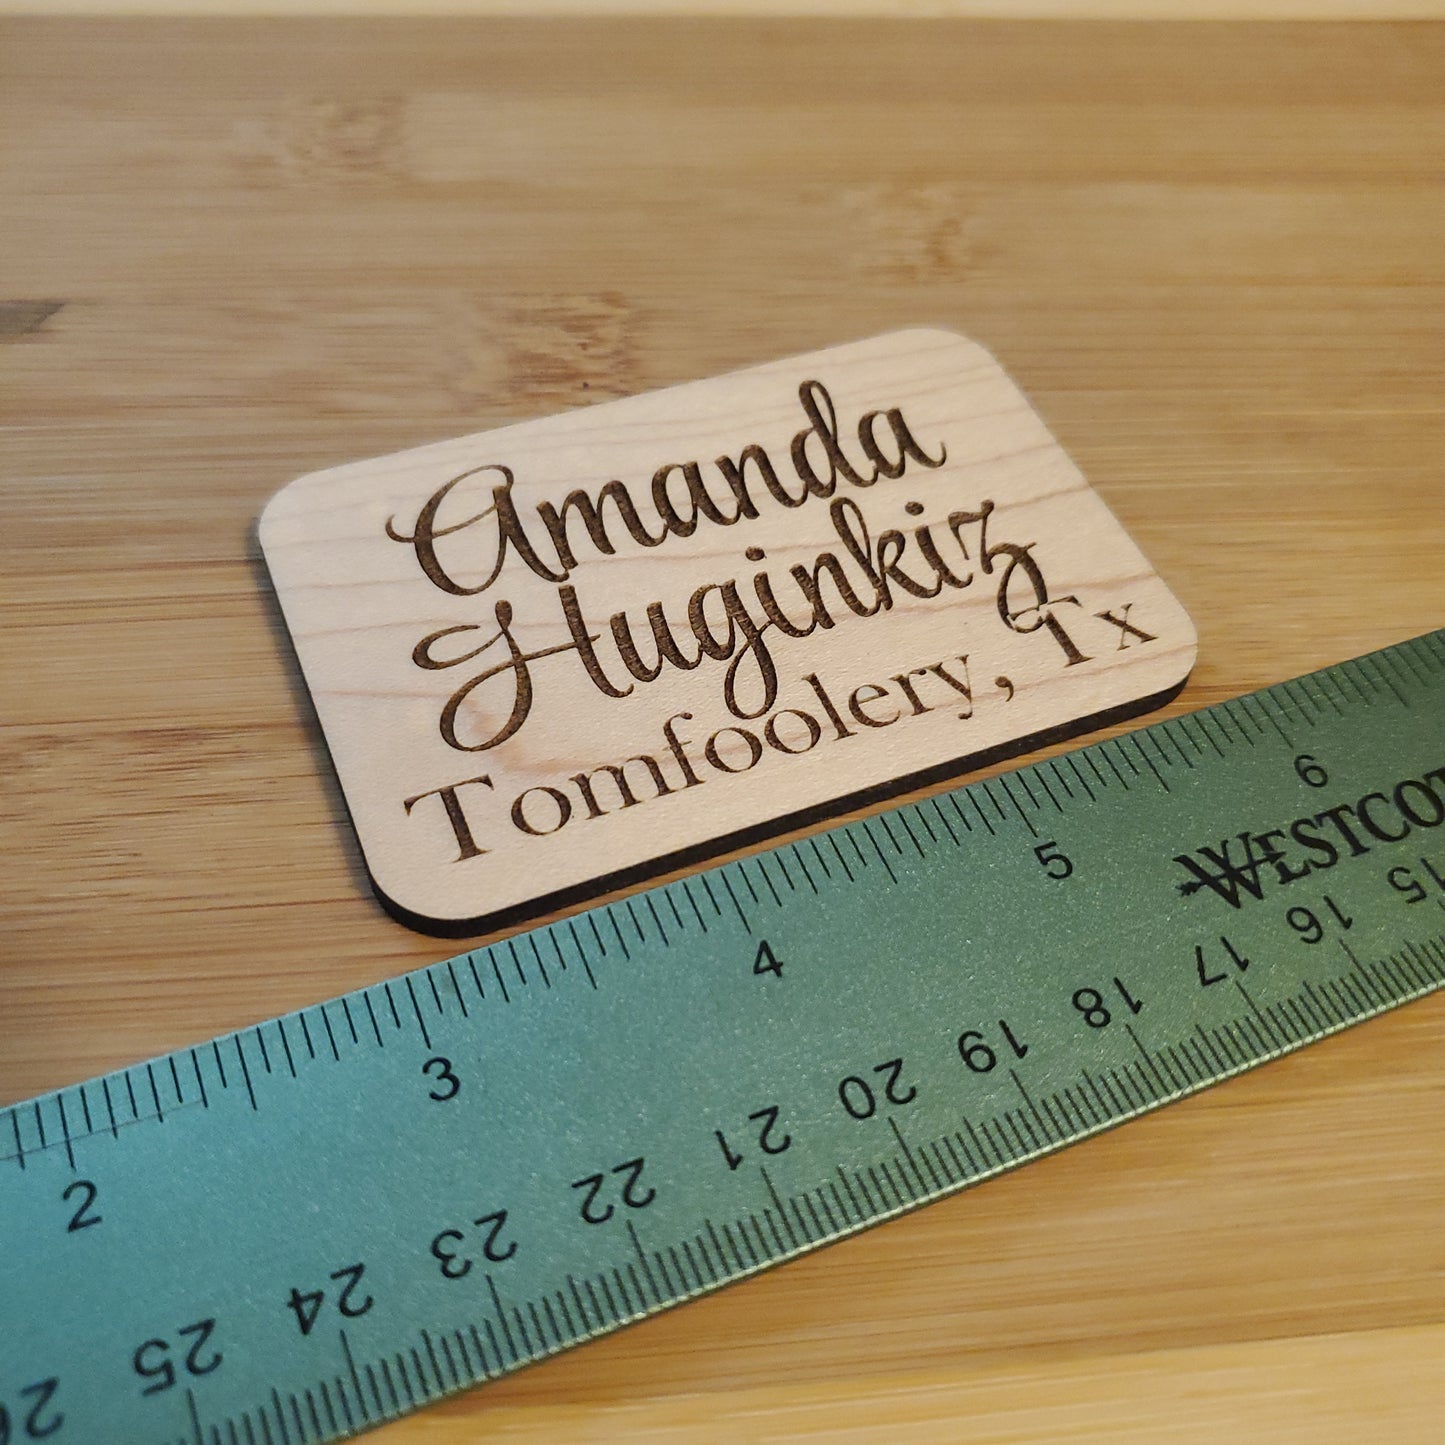 Amanda
Huginkiz
Tomfoolery, Tx
2 3 4 5 6
WESTCOT
25 24 23 22 21 20 19 18 17 16 15